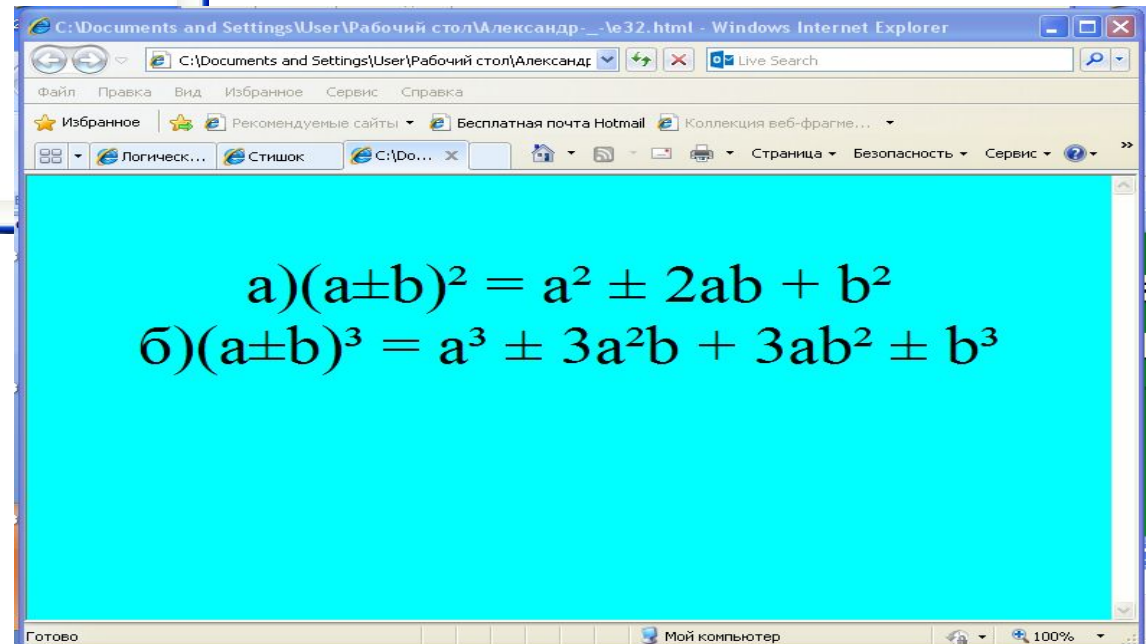 C:\Documents and Settings\User\Рабочий стол\Александр-_-\e32.html - Windows Internet Explorer
C:\Documents and Settings\User\Рабочий стол\Александр
Live Search
Файл Правка Вид Избранное Сервис Справка
Избранное Рекомендуемые сайты Бесплатная почта Hotmail Коллекция веб-фрагме...
Логическ... Стишок C:\Do... Страница Безопасность Сервис
а)(a±b)² = a² ± 2ab + b²
б)(a±b)³ = a³ ± 3a²b + 3ab² ± b³
Готово Мой компьютер 100%